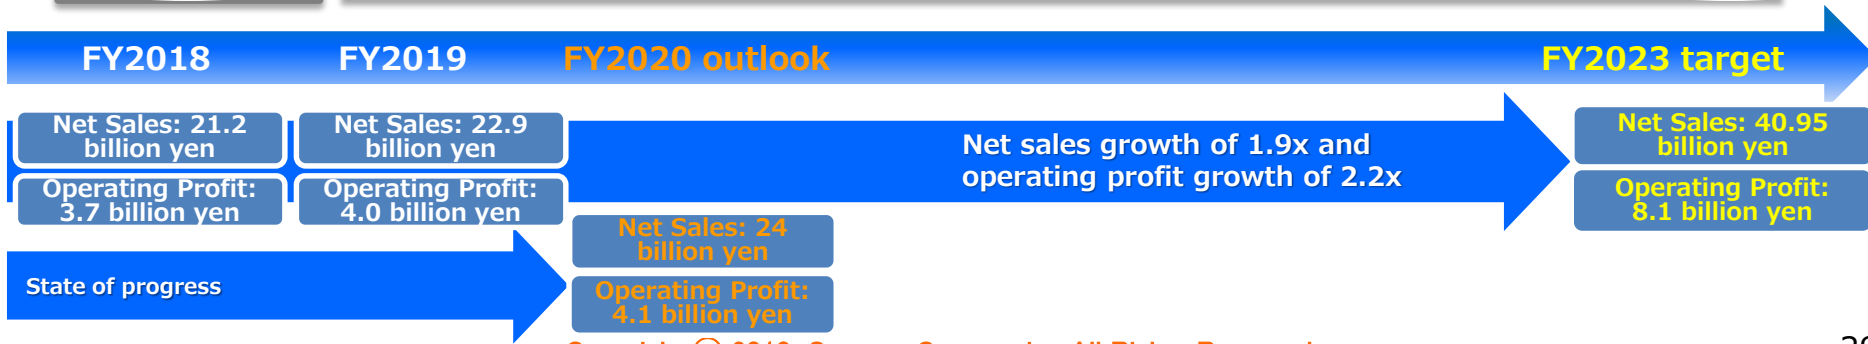 FY2018 FY2019 FY2020 outlook FY2023 target
Net Sales: 21.2
billion yen
Net Sales: 22.9
billion yen
Net sales growth of 1.9x and
operating profit growth of 2.2x
Net Sales: 40.95
billion yen
Operating Profit:
3.7 billion yen
Operating Profit:
4.0 billion yen
Operating Profit:
8.1 billion yen
Net Sales: 24
billion yen
State of progress
Operating Profit:
4.1 billion yen